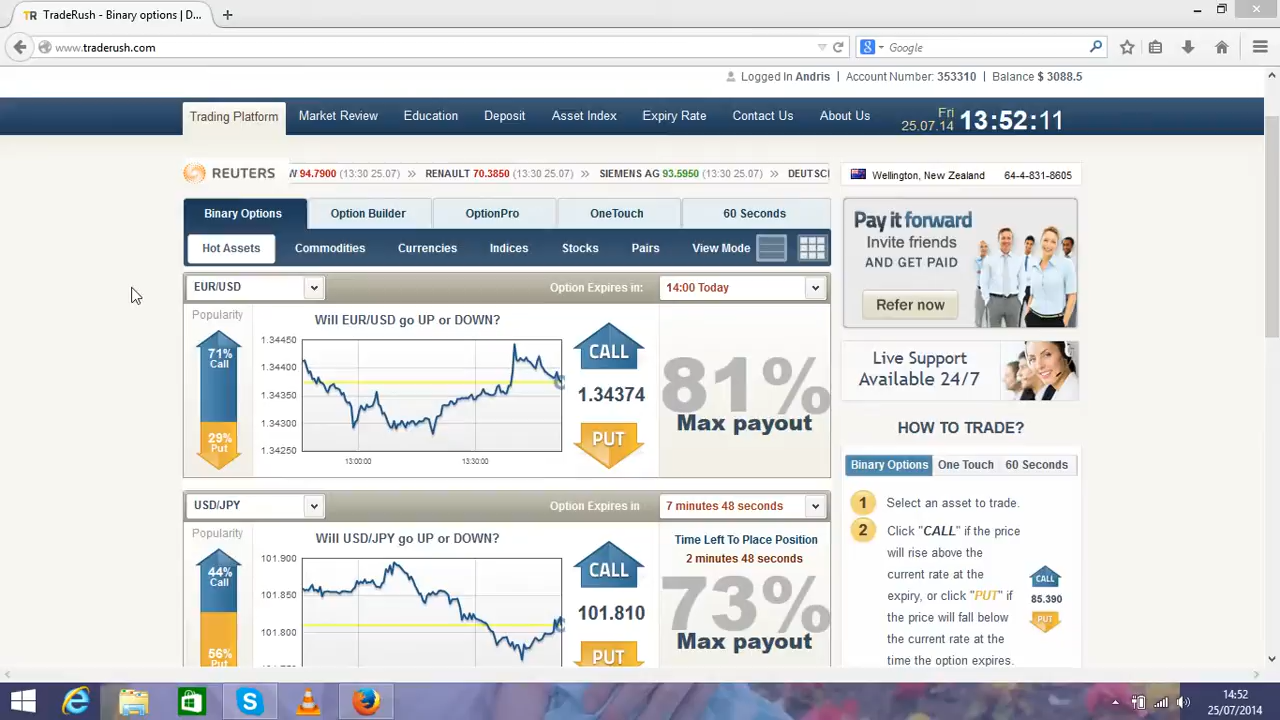 TR TradeRush - Binary options | D...
www.traderush.com
Google
Logged In Andris | Account Number: 353310 | Balance $ 3088.5
Trading Platform Market Review Education Deposit Asset Index Expiry Rate Contact Us About Us
Fri
25.07.14 13:52:11
REUTERS W 94.7900 (13:30 25.07) >> RENAULT 70.3850 (13:30 25.07) >> SIEMENS AG 93.5950 (13:30 25.07) >> DEUTSC
Wellington, New Zealand 64-4-831-8605
Binary Options Option Builder OptionPro OneTouch 60 Seconds
Hot Assets Commodities Currencies Indices Stocks Pairs View Mode
Pay it forward
Invite friends
AND GET PAID
Refer now
EUR/USD Option Expires in: 14:00 Today
Popularity
71%
Call
29%
Put
Will EUR/USD go UP or DOWN?
1.34450
1.34400
1.34350
1.34300
1.34250
13:00:00 13:30:00
CALL
1.34374
PUT
81%
Max payout
Live Support
Available 24/7
HOW TO TRADE?
Binary Options One Touch 60 Seconds
1 Select an asset to trade.
2 Click "CALL" if the price
will rise above the
current rate at the
expiry, or click "PUT" if
the price will fall below
the current rate at the
time the option expires.
CALL
85.390
PUT
USD/JPY Option Expires in 7 minutes 48 seconds
Popularity
44%
Call
56%
Put
Will USD/JPY go UP or DOWN?
101.900
101.850
101.800
CALL
101.810
PUT
Time Left To Place Position
2 minutes 48 seconds
73%
Max payout
14:52
25/07/2014